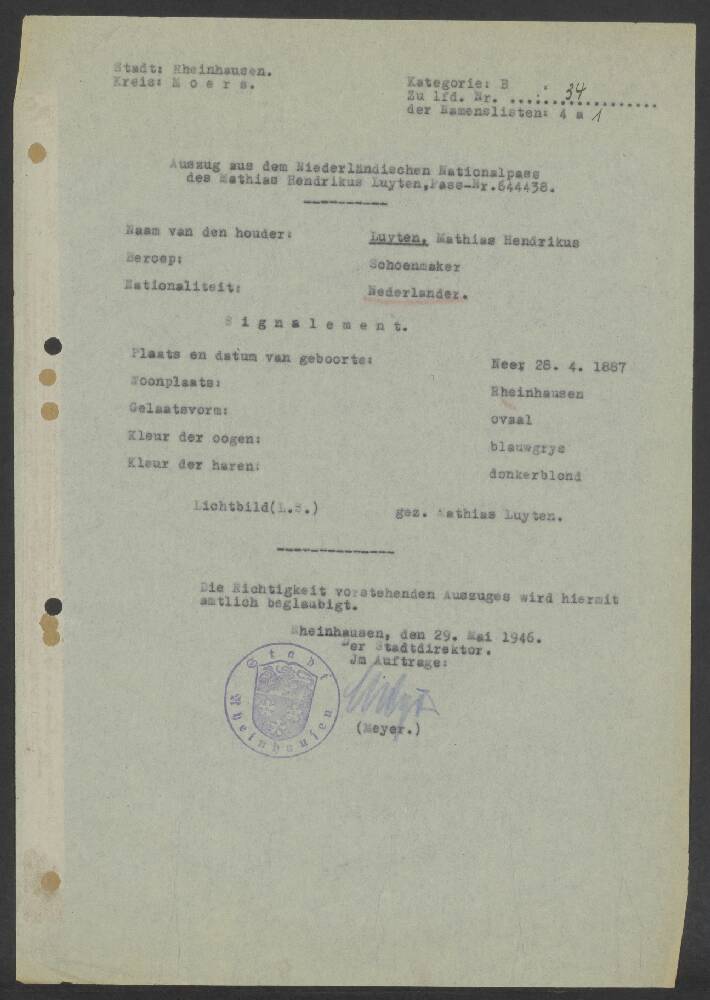 Stadt: Rheinhausen.
Kreis: M o e r s.
Kategorie: B
Zu lfd. Nr. ...:..34..............
der Namenslisten: 4 a 1
Auszug aus dem Niederländischen Nationalpass
des Mathias Hendrikus Luyten,Pass-Nr.644438.
----------
Naam van den houder: Luyten, Mathias Hendrikus
Beroep: Schoenmaker
Nationaliteit: Nederlander.
S i g n a l e m e n t.
Plaats en datum van geboorte: Neer 28. 4. 1887
Woonplaats: Rheinhausen
Gelaatsvorm: ovaal
Kleur der oogen: blauwgrys
Kleur der haren: donkerblond
Lichtbild(L.S.) gez. Mathias Luyten.
--------------
Die Richtigkeit vorstehenden Auszuges wird hiermit
amtlich beglaubigt.
Rheinhausen, den 29. Mai 1946.
Der Stadtdirektor.
Jm Auftrage:
Stadt
Rheinhausen
(Meyer.)